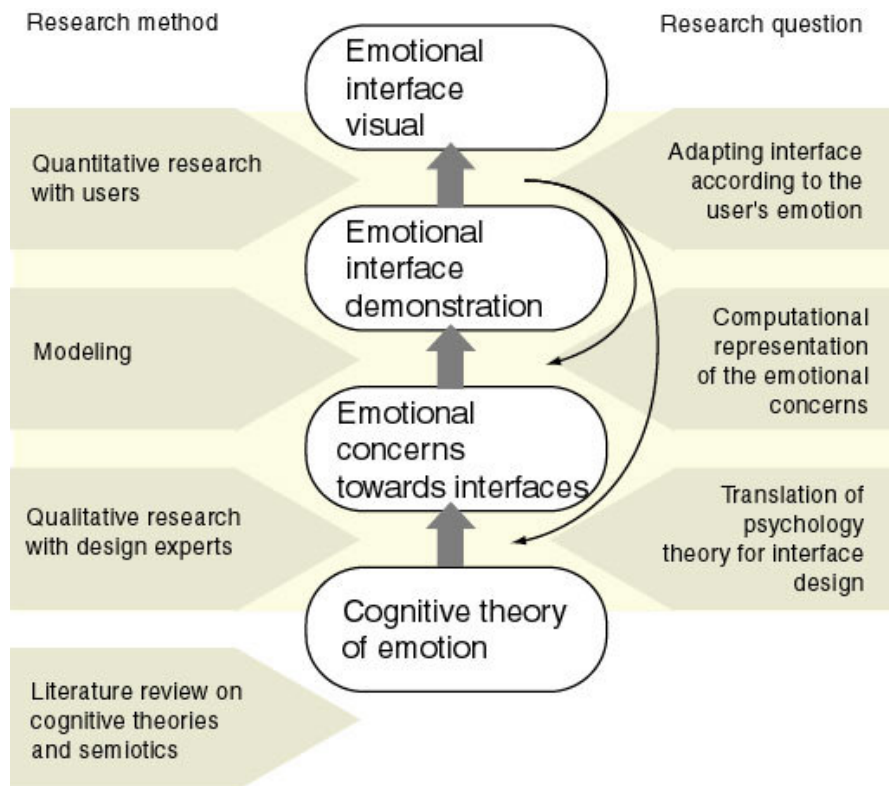 Research method
Research question
Emotional
interface
visual
Quantitative research
with users
Adapting interface
according to the
user's emotion
Emotional
interface
demonstration
Modeling
Computational
representation
of the emotional
concerns
Emotional
concerns
towards interfaces
Qualitative research
with design experts
Translation of
psychology
theory for interface
design
Cognitive theory
of emotion
Literature review on
cognitive theories
and semiotics